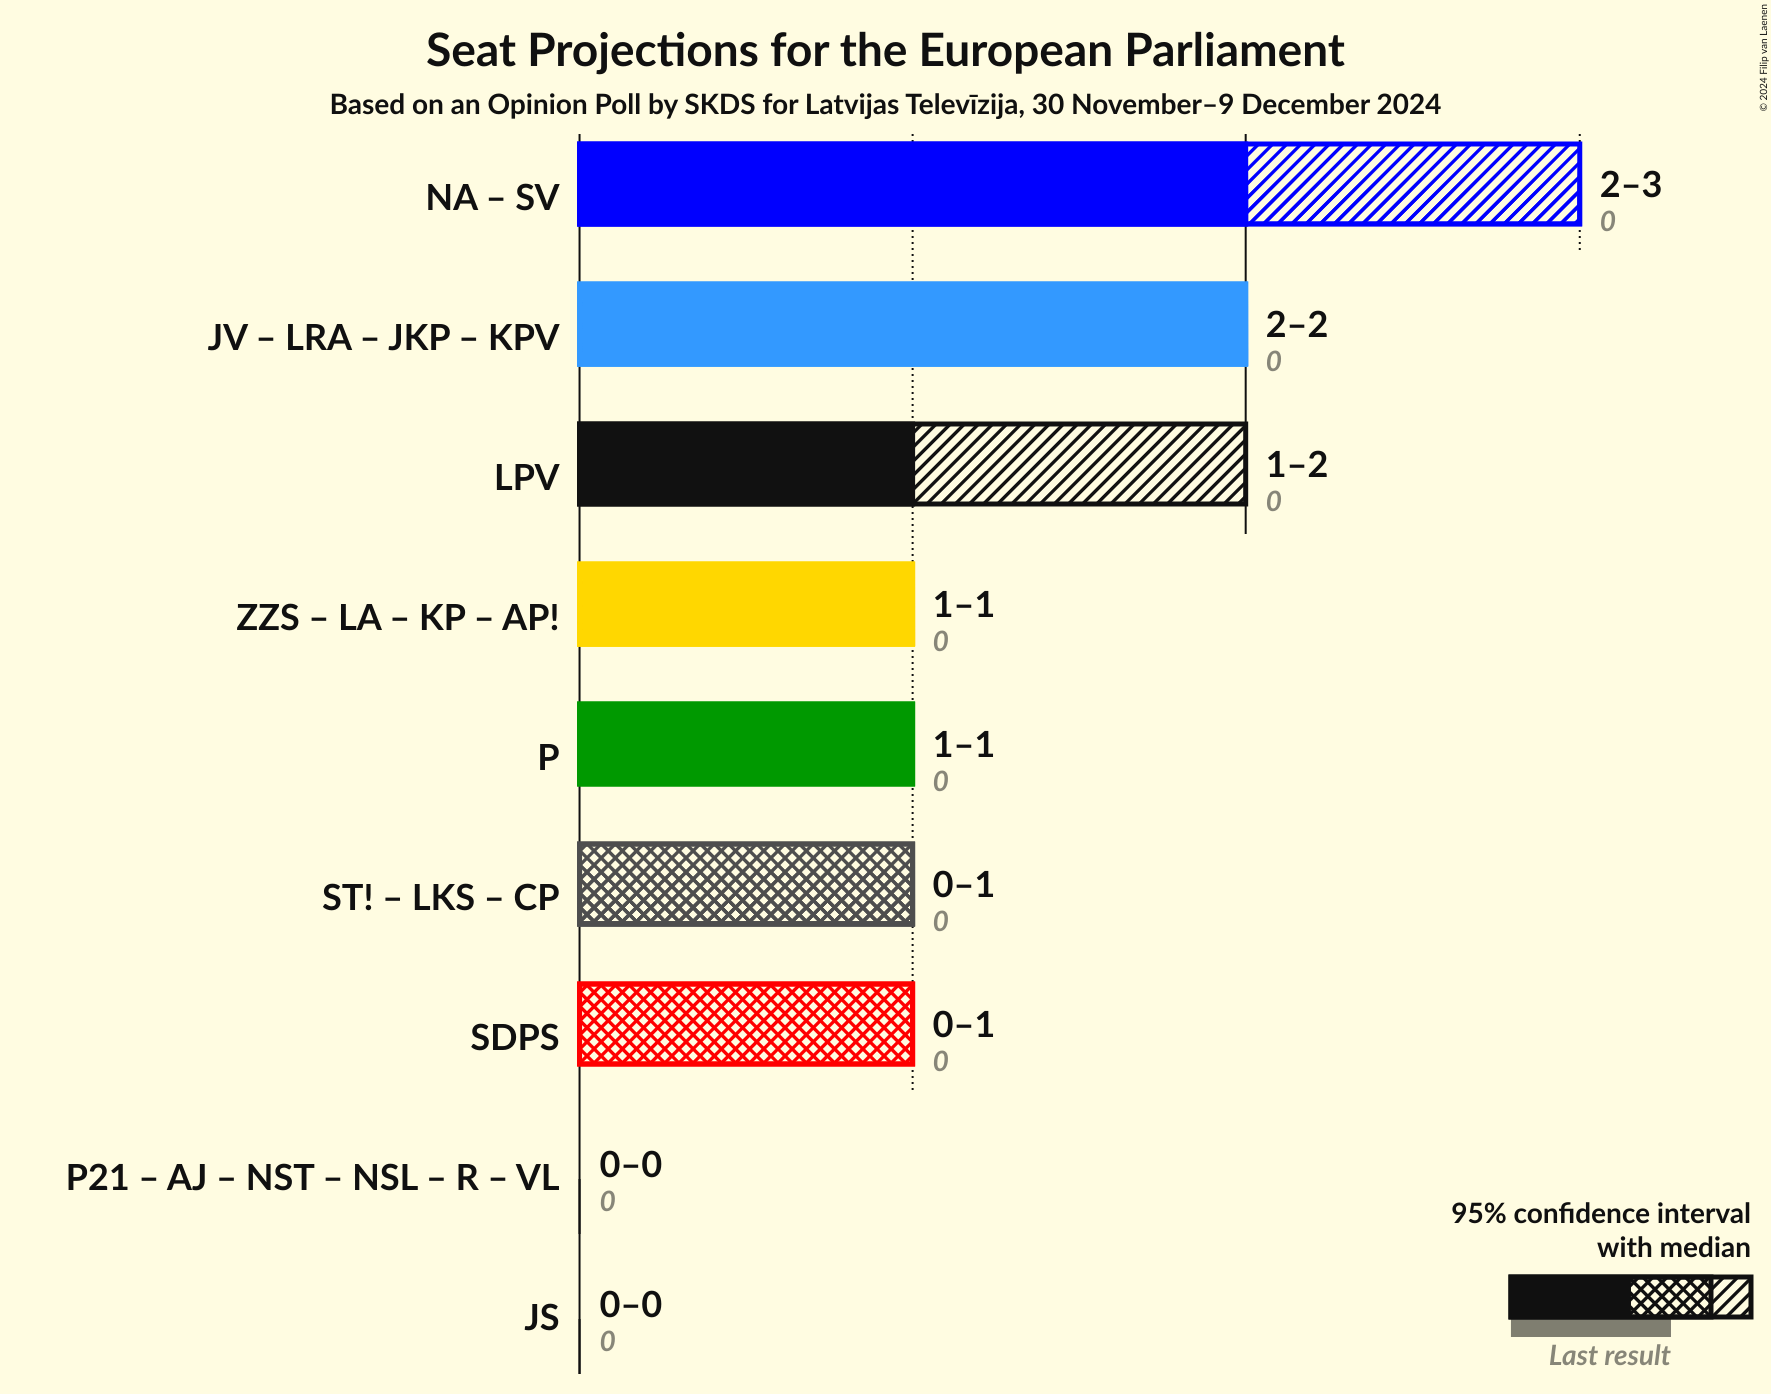 Seat Projections for the European Parliament
Based on an Opinion Poll by SKDS for Latvijas Televīzija, 30 November–9 December 2024
© 2024 Filip van Laenen
NA – SV
2–3
0
JV – LRA – JKP – KPV
2–2
0
LPV
1–2
0
ZZS – LA – KP – AP!
1–1
0
P
1–1
0
ST! – LKS – CP
0–1
0
SDPS
0–1
0
P21 – AJ – NST – NSL – R – VL
0–0
0
JS
0–0
0
95% confidence interval
with median
Last result